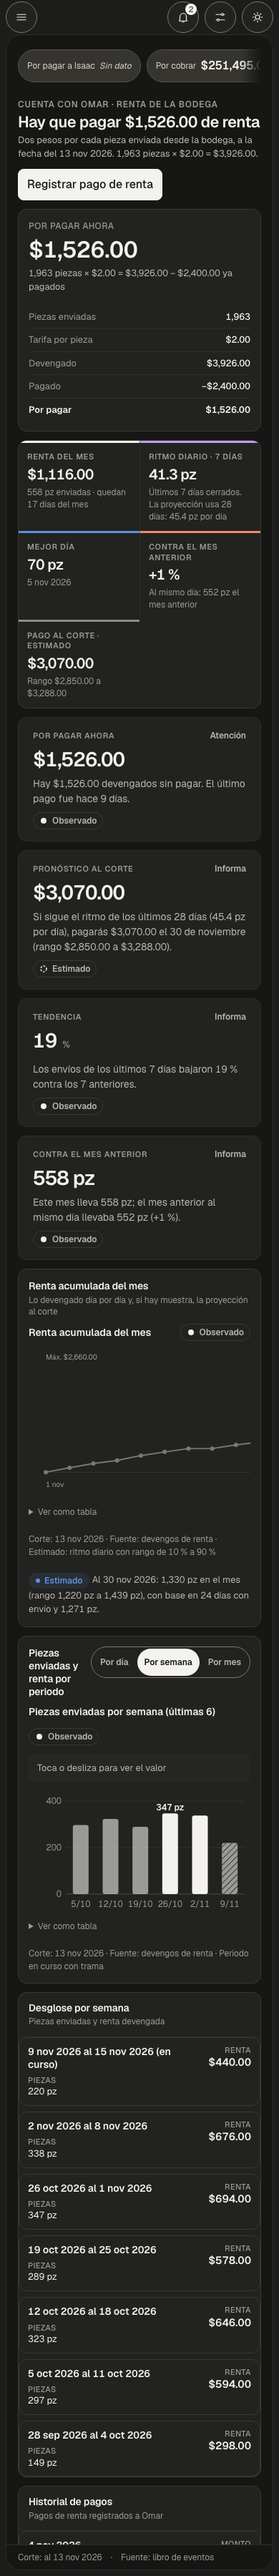 2
Por pagar a Isaac Sin dato
Por cobrar $251,495.
CUENTA CON OMAR · RENTA DE LA BODEGA
Hay que pagar $1,526.00 de renta
Dos pesos por cada pieza enviada desde la bodega, a la
fecha del 13 nov 2026. 1,963 piezas × $2.00 = $3,926.00.
Registrar pago de renta
POR PAGAR AHORA
$1,526.00
1,963 piezas × $2.00 = $3,926.00 − $2,400.00 ya
pagados
Piezas enviadas 1,963
Tarifa por pieza $2.00
Devengado $3,926.00
Pagado −$2,400.00
Por pagar $1,526.00
RENTA DEL MES
$1,116.00
558 pz enviadas · quedan
17 días del mes
RITMO DIARIO · 7 DÍAS
41.3 pz
Últimos 7 días cerrados.
La proyección usa 28
días: 45.4 pz por día
MEJOR DÍA
70 pz
5 nov 2026
CONTRA EL MES
ANTERIOR
+1 %
Al mismo día: 552 pz el
mes anterior
PAGO AL CORTE ·
ESTIMADO
$3,070.00
Rango $2,850.00 a
$3,288.00
POR PAGAR AHORA Atención
$1,526.00
Hay $1,526.00 devengados sin pagar. El último
pago fue hace 9 días.
Observado
PRONÓSTICO AL CORTE Informa
$3,070.00
Si sigue el ritmo de los últimos 28 días (45.4 pz
por día), pagarás $3,070.00 el 30 de noviembre
(rango $2,850.00 a $3,288.00).
Estimado
TENDENCIA Informa
19 %
Los envíos de los últimos 7 días bajaron 19 %
contra los 7 anteriores.
Observado
CONTRA EL MES ANTERIOR Informa
558 pz
Este mes lleva 558 pz; el mes anterior al
mismo día llevaba 552 pz (+1 %).
Observado
Renta acumulada del mes
Lo devengado día por día y, si hay muestra, la proyección
al corte
Renta acumulada del mes Observado
Máx. $2,660.00
1 nov
Ver como tabla
Corte: 13 nov 2026 · Fuente: devengos de renta ·
Estimado: ritmo diario con rango de 10 % a 90 %
Estimado Al 30 nov 2026: 1,330 pz en el mes
(rango 1,220 pz a 1,439 pz), con base en 24 días con
envío y 1,271 pz.
Piezas
enviadas y
renta por
periodo
Por día Por semana Por mes
Piezas enviadas por semana (últimas 6)
Observado
Toca o desliza para ver el valor
347 pz
400
200
0
5/10 12/10 19/10 26/10 2/11 9/11
Ver como tabla
Corte: 13 nov 2026 · Fuente: devengos de renta · Periodo
en curso con trama
Desglose por semana
Piezas enviadas y renta devengada
9 nov 2026 al 15 nov 2026 (en
curso)
PIEZAS
220 pz
RENTA
$440.00
2 nov 2026 al 8 nov 2026
PIEZAS
338 pz
RENTA
$676.00
26 oct 2026 al 1 nov 2026
PIEZAS
347 pz
RENTA
$694.00
19 oct 2026 al 25 oct 2026
PIEZAS
289 pz
RENTA
$578.00
12 oct 2026 al 18 oct 2026
PIEZAS
323 pz
RENTA
$646.00
5 oct 2026 al 11 oct 2026
PIEZAS
297 pz
RENTA
$594.00
28 sep 2026 al 4 oct 2026
PIEZAS
149 pz
RENTA
$298.00
Historial de pagos
Pagos de renta registrados a Omar
4 nov 2026 MONTO
Corte: al 13 nov 2026 · Fuente: libro de eventos